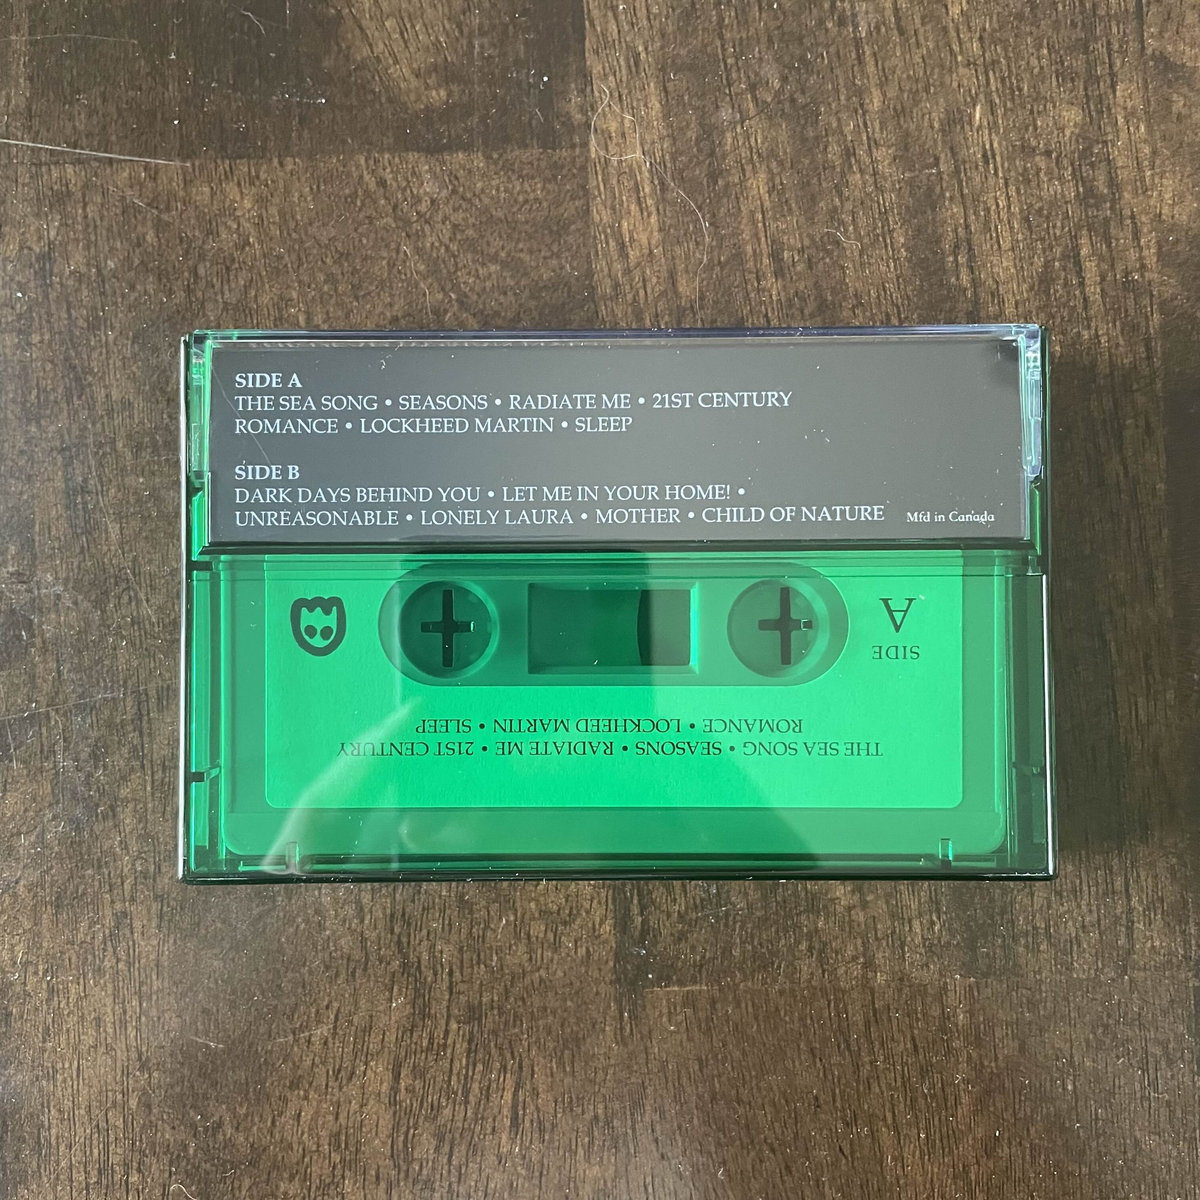 SIDE A
THE SEA SONG • SEASONS • RADIATE ME • 21ST CENTURY
ROMANCE • LOCKHEED MARTIN • SLEEP
SIDE B
DARK DAYS BEHIND YOU • LET ME IN YOUR HOME! •
UNREASONABLE • LONELY LAURA • MOTHER • CHILD OF NATURE
Mfd in Canada
SIDE
A
THE SEA SONG • SEASONS • RADIATE ME • 21ST CENTURY
ROMANCE • LOCKHEED MARTIN • SLEEP